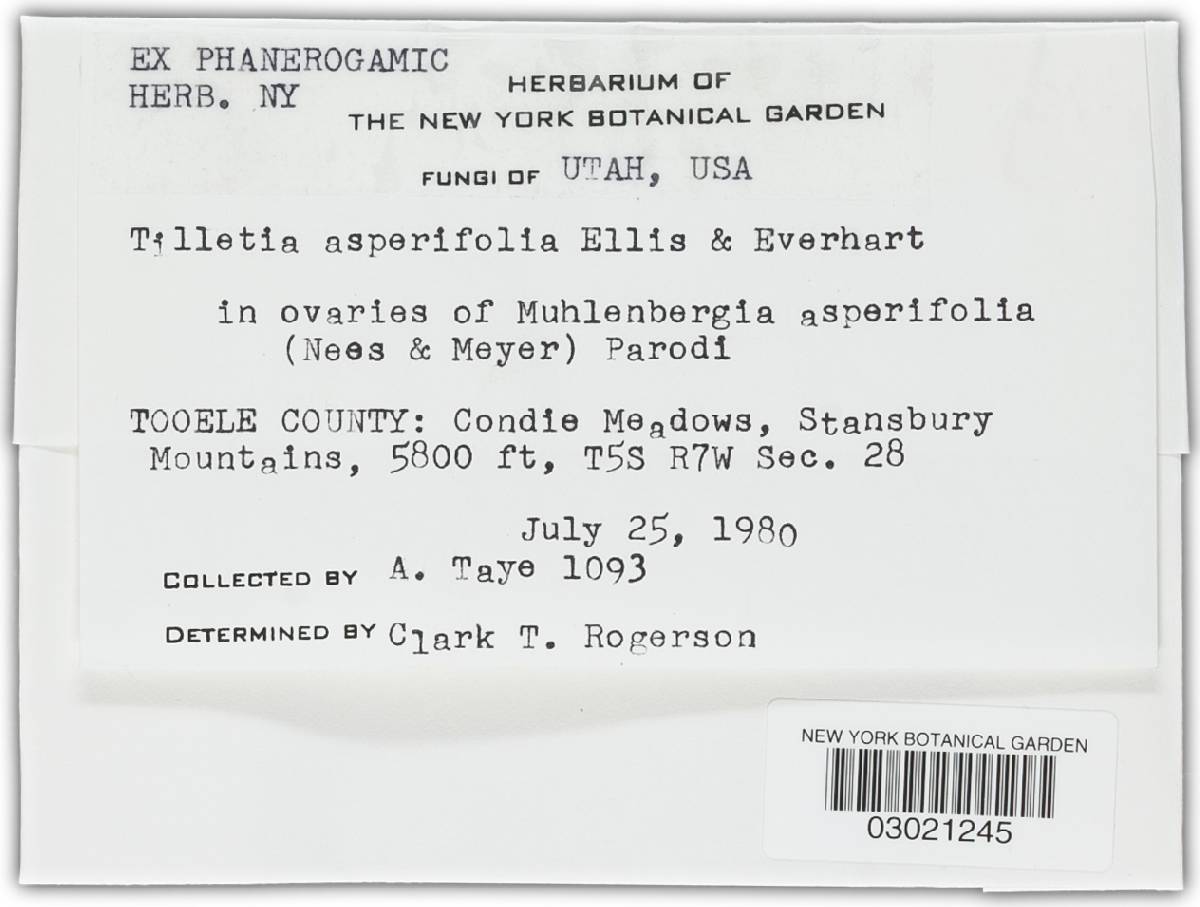 EX PHANEROGAMIC
HERB. NY
HERBARIUM OF
THE NEW YORK BOTANICAL GARDEN
FUNGI OF UTAH, USA
Tilletia asperifolia Ellis & Everhart
in ovaries of Muhlenbergia asperifolia
(Nees & Meyer) Parodi
TOOELE COUNTY: Condie Meadows, Stansbury
Mountains, 5800 ft, T5S R7W Sec. 28
July 25, 1980
COLLECTED BY A. Taye 1093
DETERMINED BY Clark T. Rogerson
NEW YORK BOTANICAL GARDEN
03021245